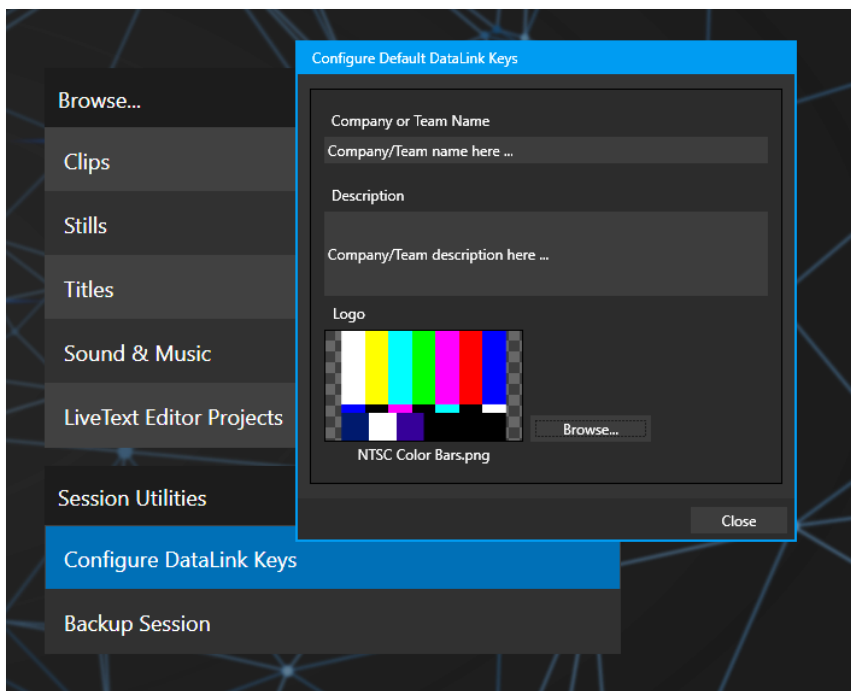 Browse...
Clips
Stills
Titles
Sound & Music
LiveText Editor Projects
Session Utilities
Configure DataLink Keys
Backup Session
Configure Default DataLink Keys
Company or Team Name
Company/Team name here ...
Description
Company/Team description here ...
Logo
Browse...
NTSC Color Bars.png
Close